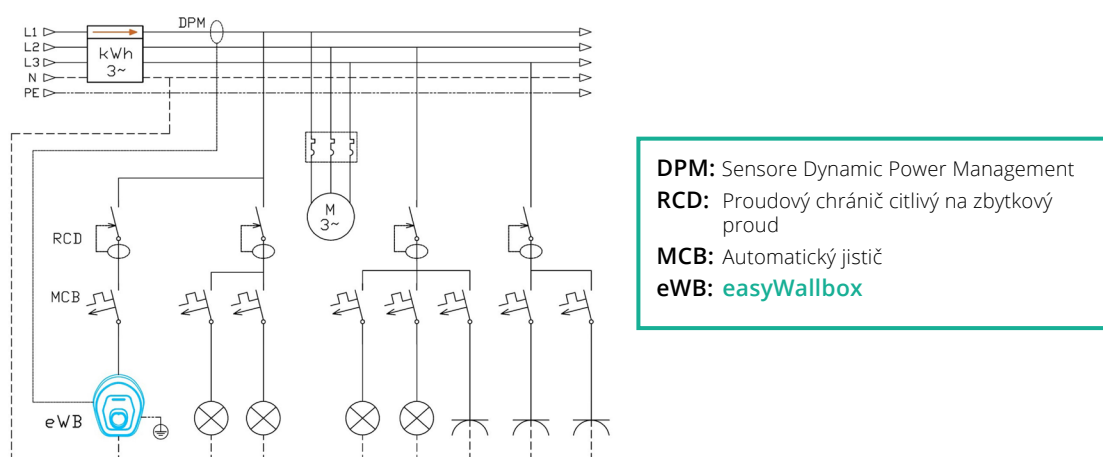 DPM
L1
L2
L3
N
PE
kWh
3~
M
3~
RCD
MCB
eWB
DPM: Sensore Dynamic Power Management
RCD: Proudový chránič citlivý na zbytkový
proud
MCB: Automatický jistič
eWB: easyWallbox